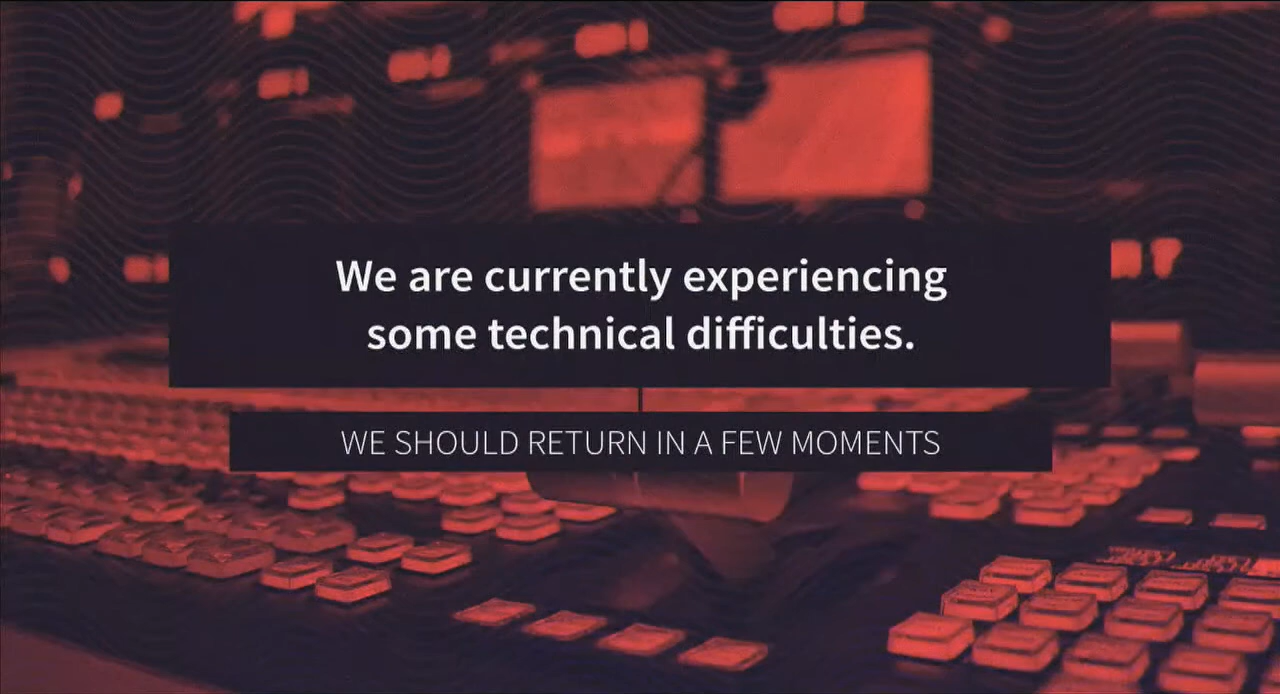 We are currently experiencing
some technical difficulties.
WE SHOULD RETURN IN A FEW MOMENTS